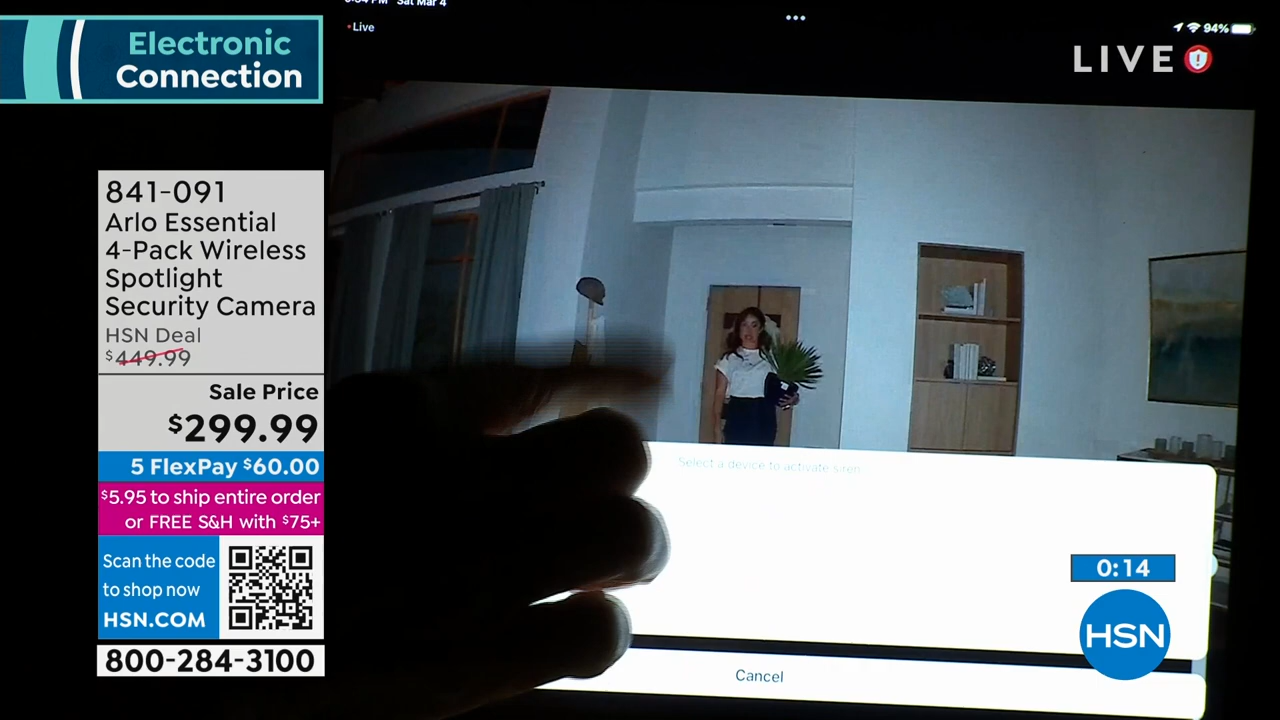 Electronic
Connection
841-091
Arlo Essential
4-Pack Wireless
Spotlight
Security Camera
HSN Deal
$449.99
Sale Price
$299.99
5 FlexPay $60.00
$5.95 to ship entire order
or FREE S&H with $75+
Scan the code
to shop now
HSN.COM
800-284-3100
Sat Mar 4
Live
94%
LIVE
Select a device to activate siren
0:14
HSN
Cancel